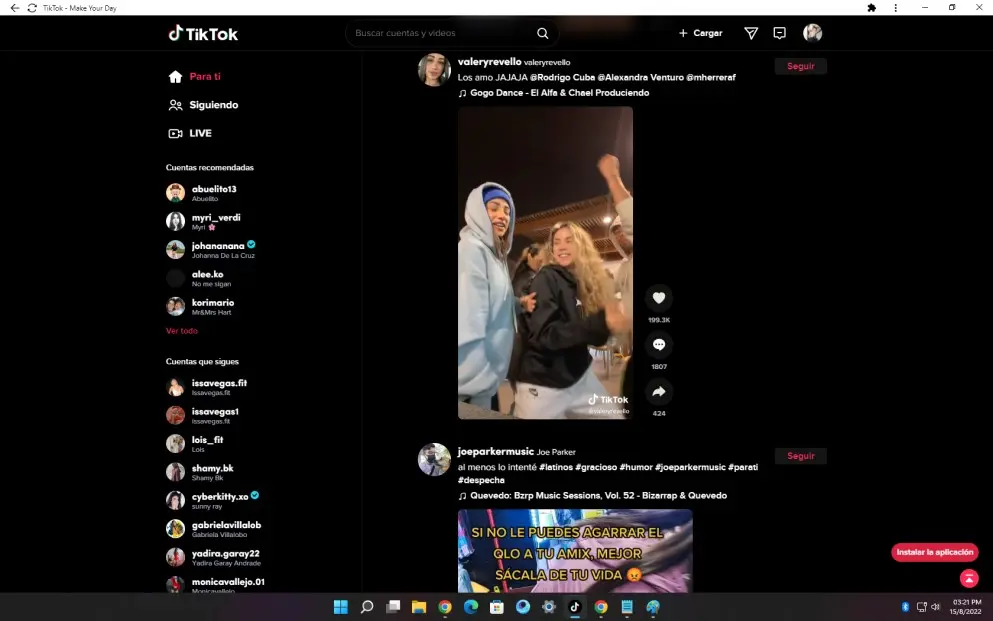 TikTok - Make Your Day
TikTok
Buscar cuentas y videos
+ Cargar
Para ti
Siguiendo
LIVE
Cuentas recomendadas
abuelito13
Abuelito
myri_verdi
Myri
johananana
Johanna De La Cruz
alee.ko
No me sigan
korimario
Mr&Mrs Hart
Ver todo
Cuentas que sigues
issavegas.fit
Issavegas.fit
issavegas1
Issavegas.fit
lois_fit
Lois
shamy.bk
Shamy Bk
cyberkitty.xo
sunny ray
gabrielavillalob
Gabriela Villalobo
yadira.garay22
Yadira Garay Andrade
monicavallejo.01
Monicavallejo
valeryrevello valeryrevello
Seguir
Los amo JAJAJA @Rodrigo Cuba @Alexandra Venturo @mherreraf
♫ Gogo Dance - El Alfa & Chael Produciendo
TikTok
@valeryrevello
199.3K
1807
424
joeparkermusic Joe Parker
Seguir
al menos lo intenté #latinos #gracioso #humor #joeparkermusic #parati
#despecha
♫ Quevedo: Bzrp Music Sessions, Vol. 52 - Bizarrap & Quevedo
SI NO LE PUEDES AGARRAR EL
QLO A TU AMIX, MEJOR
SÁCALA DE TU VIDA 😡
Instalar la aplicación
03:21 PM
15/8/2022